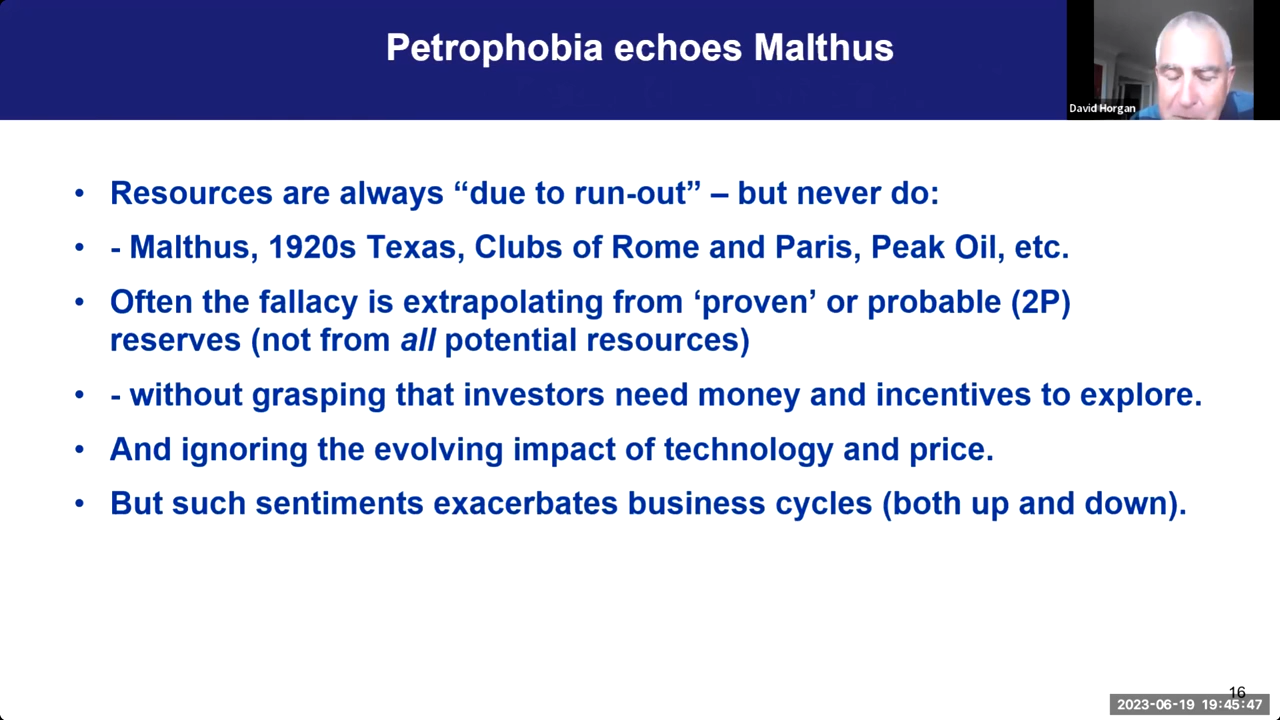 Petrophobia echoes Malthus
David Horgan
• Resources are always “due to run-out” – but never do:
• - Malthus, 1920s Texas, Clubs of Rome and Paris, Peak Oil, etc.
• Often the fallacy is extrapolating from ‘proven’ or probable (2P)
reserves (not from all potential resources)
• - without grasping that investors need money and incentives to explore.
• And ignoring the evolving impact of technology and price.
• But such sentiments exacerbates business cycles (both up and down).
16
2023-06-19 19:45:47